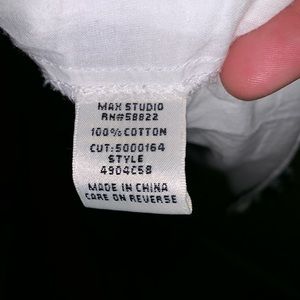 MAX STUDIO
RN#58822
100% COTTON
CUT:5000164
STYLE
4904C58
MADE IN CHINA
CARE ON REVERSE